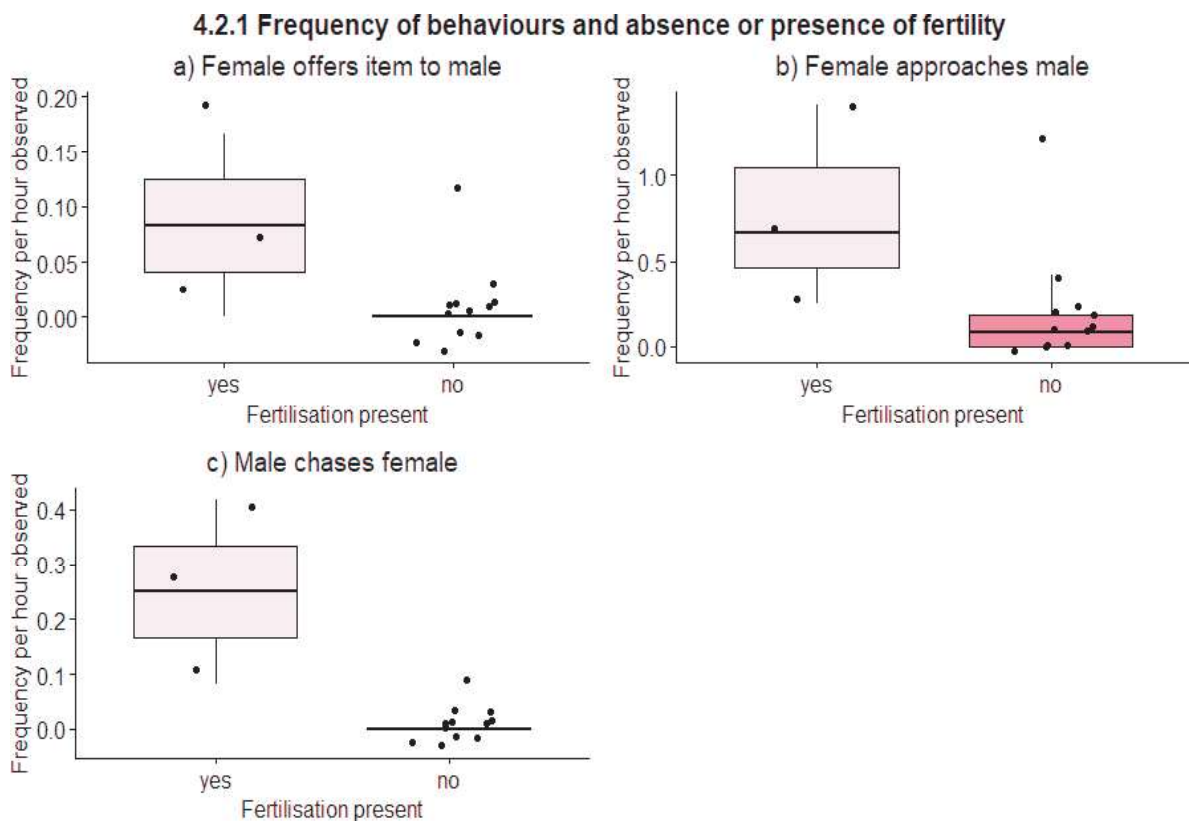 4.2.1 Frequency of behaviours and absence or presence of fertility
a) Female offers item to male
Frequency per hour observed
0.20
0.15
0.10
0.05
0.00
yes no
Fertilisation present
b) Female approaches male
Frequency per hour observed
1.0
0.5
0.0
yes no
Fertilisation present
c) Male chases female
Frequency per hour observed
0.4
0.3
0.2
0.1
0.0
yes no
Fertilisation present